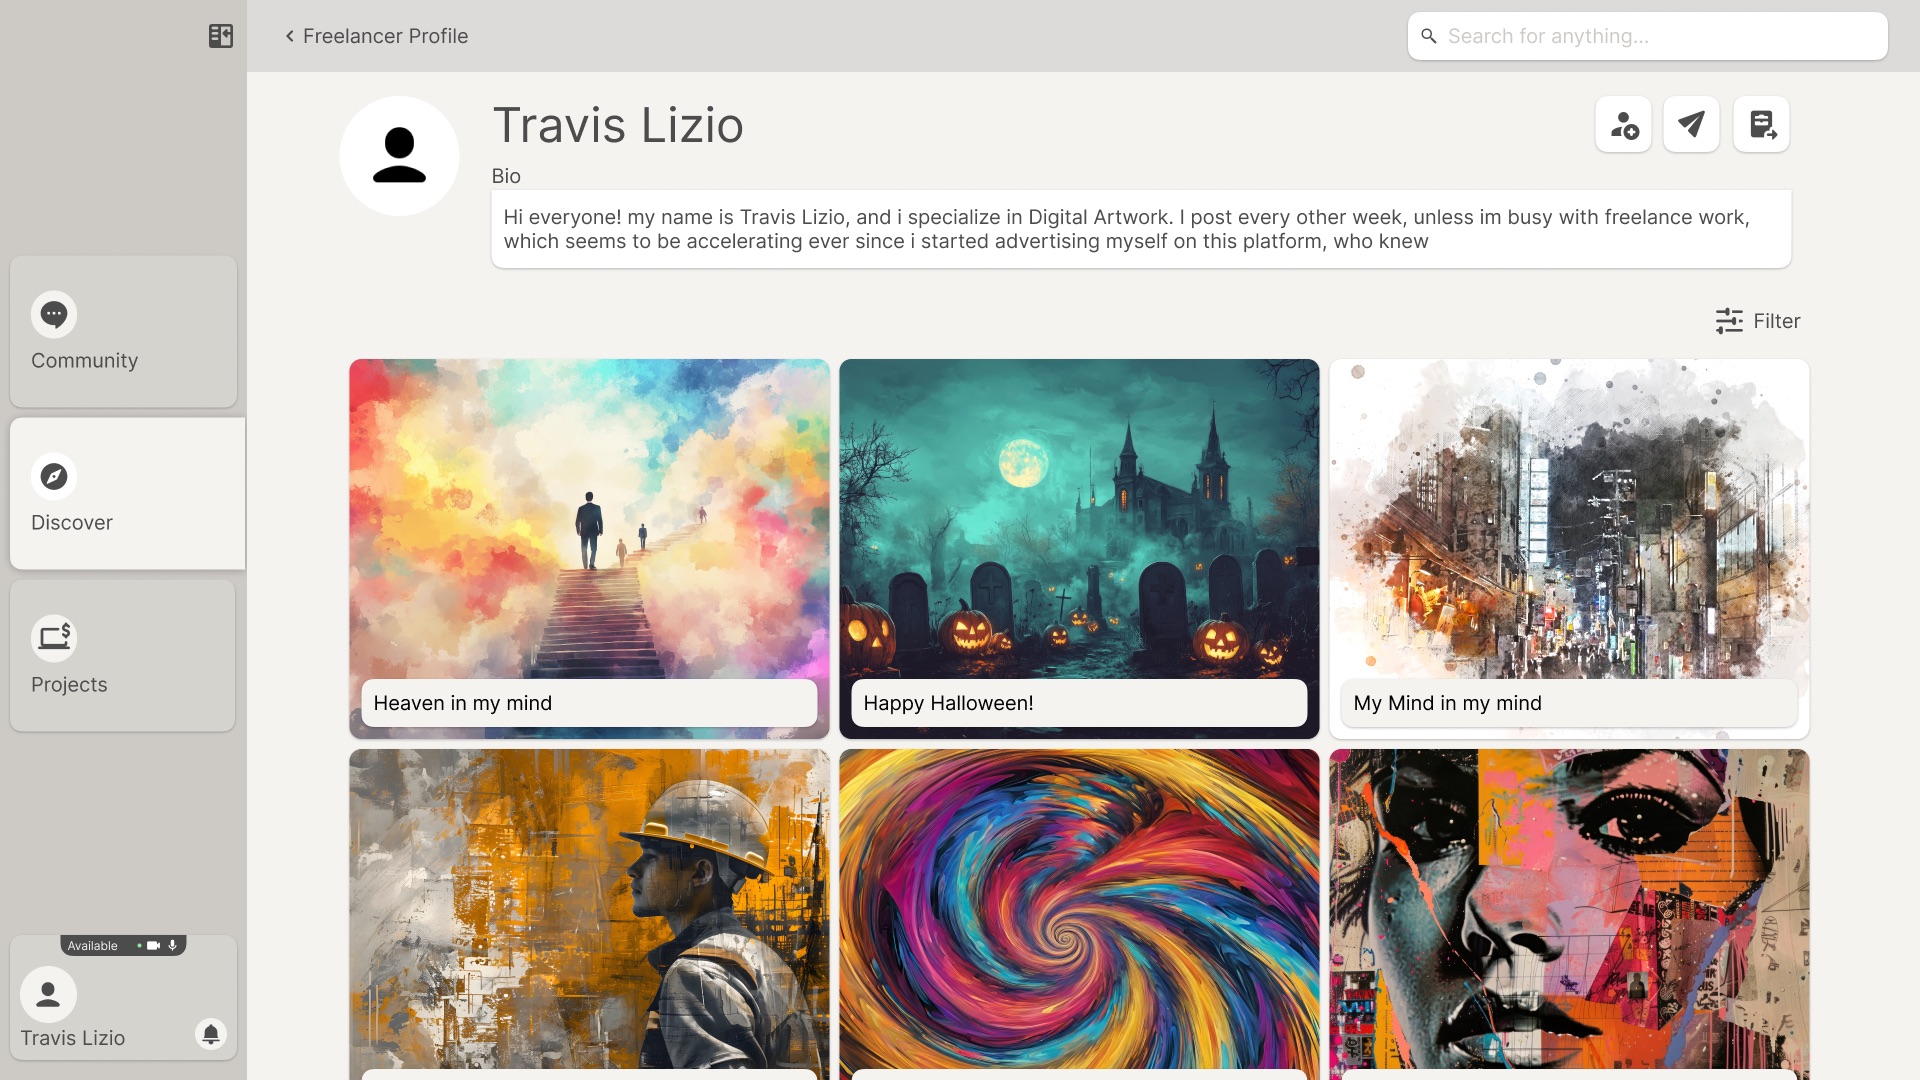 Freelancer Profile
Search for anything...
Travis Lizio
Bio
Hi everyone! my name is Travis Lizio, and i specialize in Digital Artwork. I post every other week, unless im busy with freelance work,
which seems to be accelerating ever since i started advertising myself on this platform, who knew
Filter
Community
Discover
Projects
Heaven in my mind
Happy Halloween!
My Mind in my mind
Available
Travis Lizio